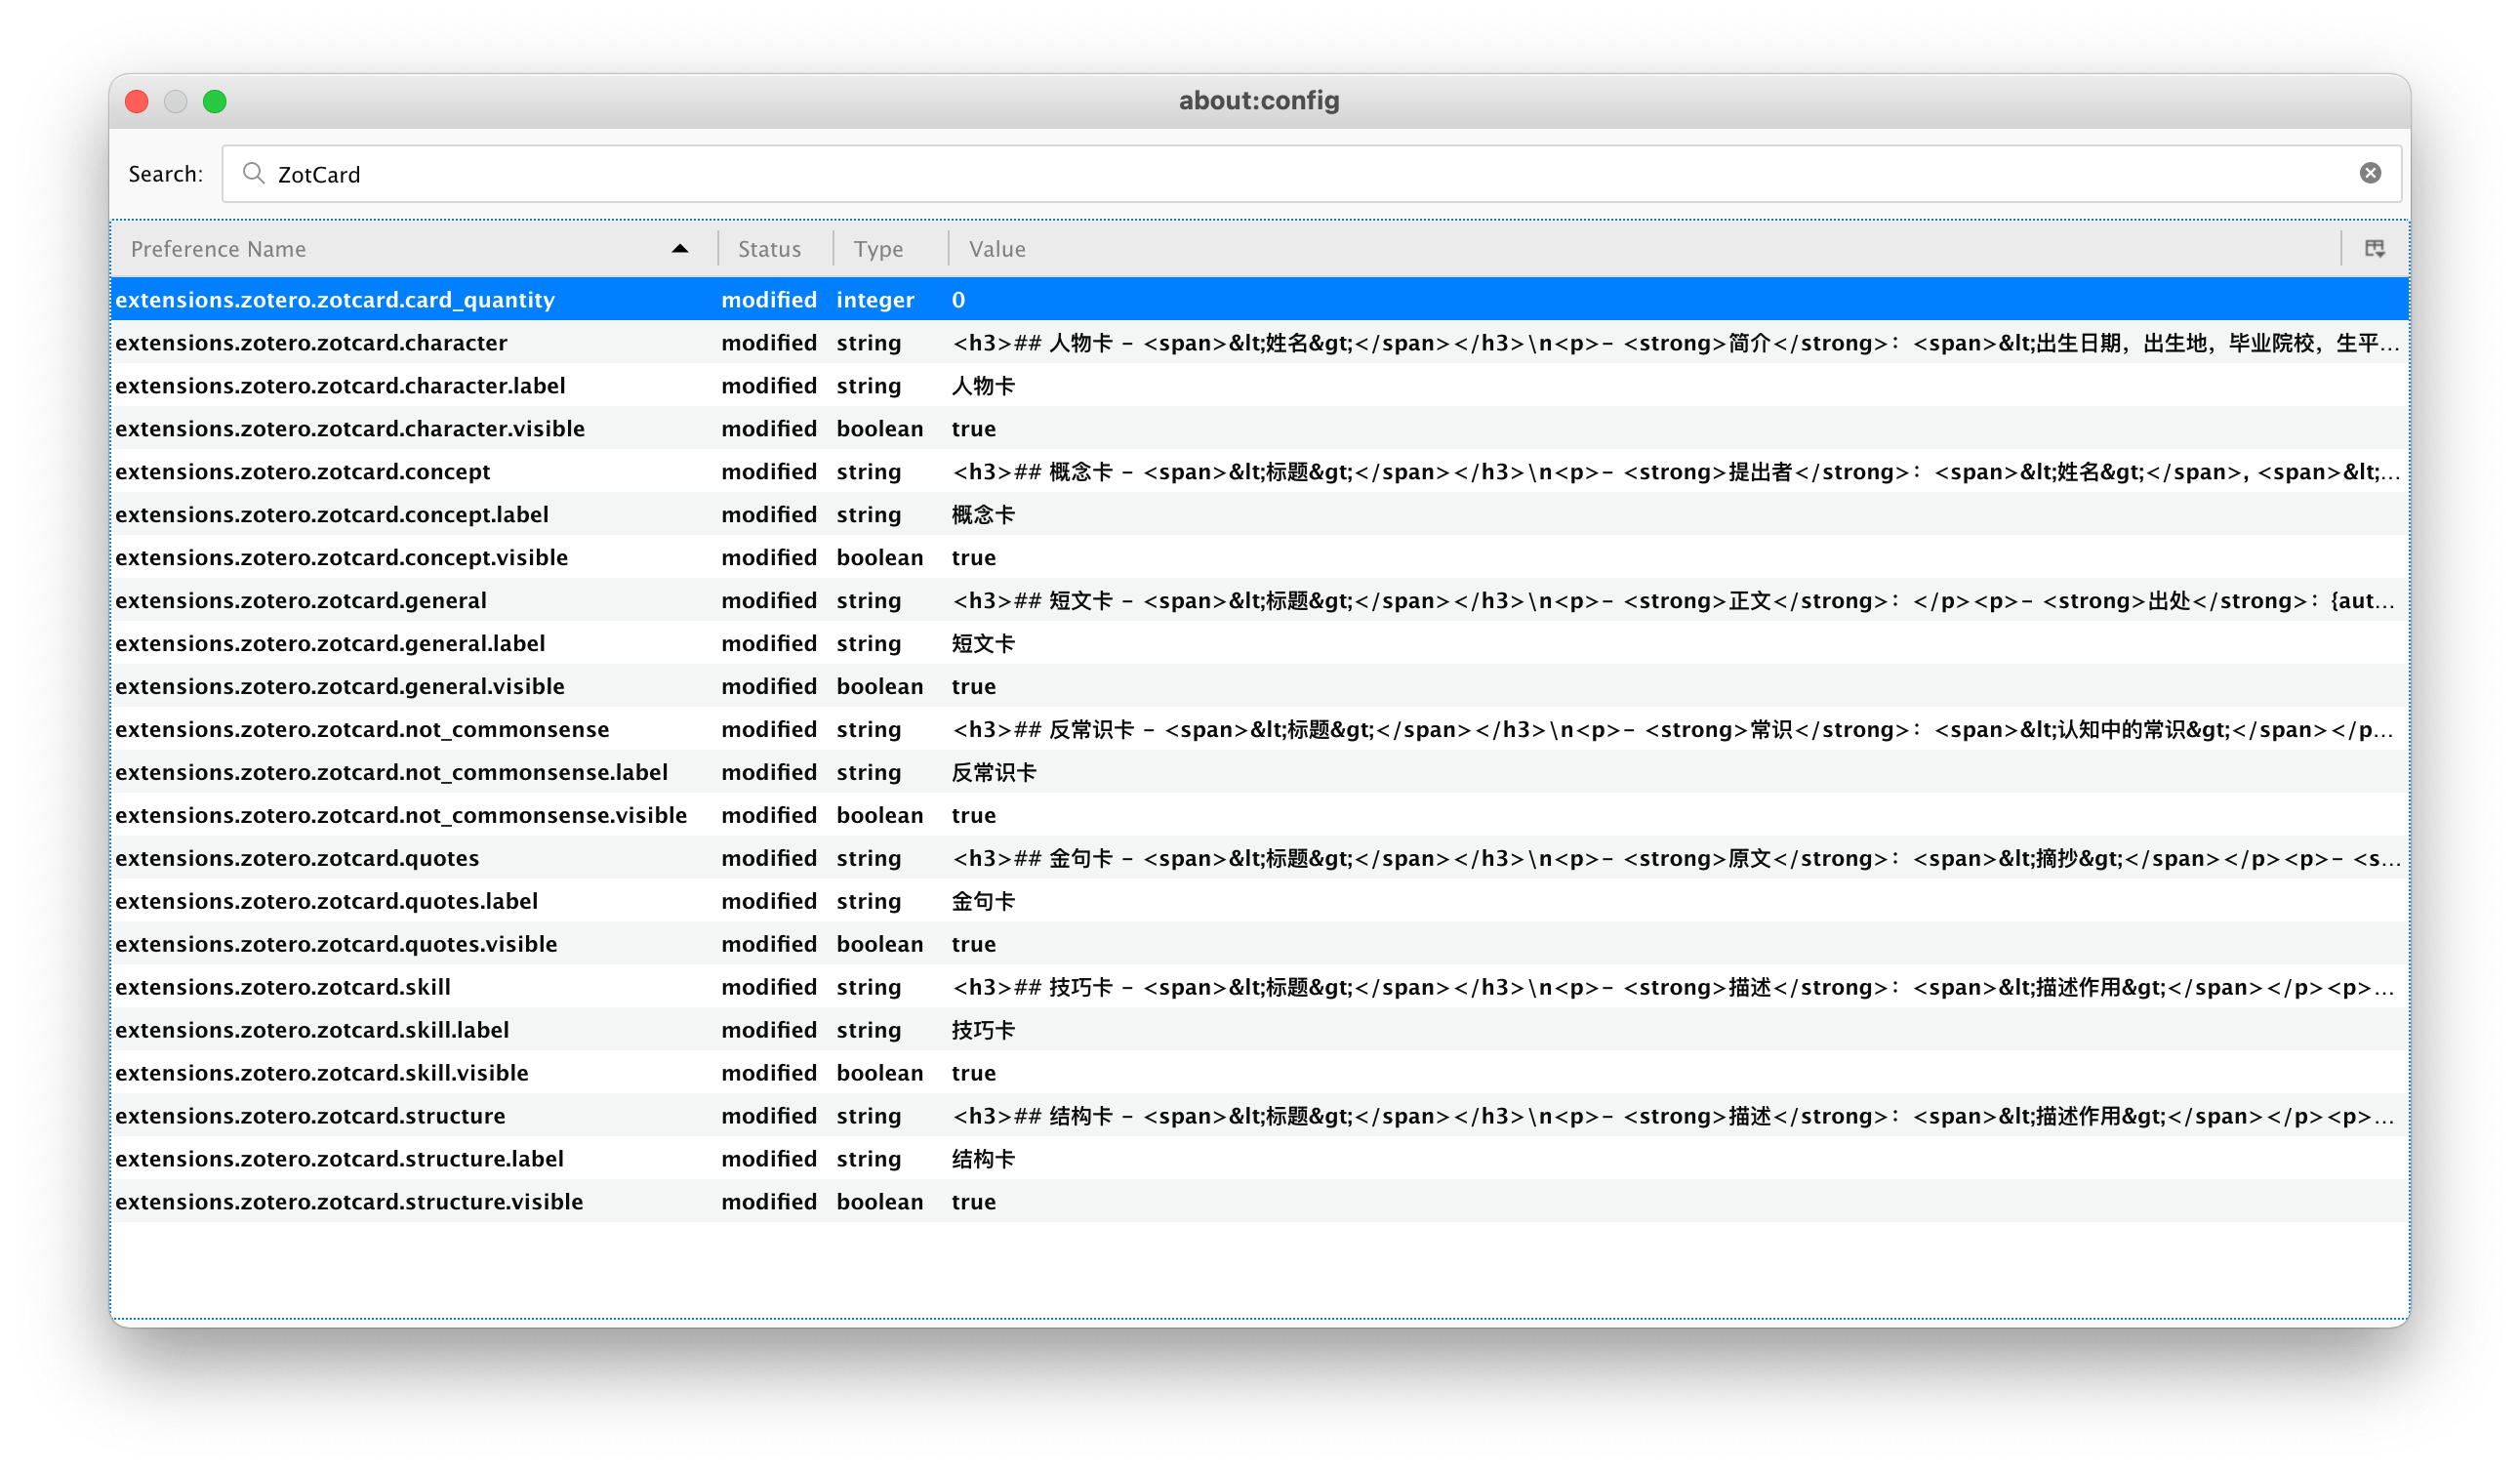 about:config
Search: ZotCard
Preference Name Status Type Value
extensions.zotero.zotcard.card_quantity modified integer 0
extensions.zotero.zotcard.character modified string <h3>## 人物卡 - <span>&lt;姓名&gt;</span></h3>\n<p>- <strong>简介</strong>：<span>&lt;出生日期，出生地，毕业院校，生平...
extensions.zotero.zotcard.character.label modified string 人物卡
extensions.zotero.zotcard.character.visible modified boolean true
extensions.zotero.zotcard.concept modified string <h3>## 概念卡 - <span>&lt;标题&gt;</span></h3>\n<p>- <strong>提出者</strong>：<span>&lt;姓名&gt;</span>, <span>&lt;...
extensions.zotero.zotcard.concept.label modified string 概念卡
extensions.zotero.zotcard.concept.visible modified boolean true
extensions.zotero.zotcard.general modified string <h3>## 短文卡 - <span>&lt;标题&gt;</span></h3>\n<p>- <strong>正文</strong>：</p><p>- <strong>出处</strong>：{aut...
extensions.zotero.zotcard.general.label modified string 短文卡
extensions.zotero.zotcard.general.visible modified boolean true
extensions.zotero.zotcard.not_commonsense modified string <h3>## 反常识卡 - <span>&lt;标题&gt;</span></h3>\n<p>- <strong>常识</strong>：<span>&lt;认知中的常识&gt;</span></p...
extensions.zotero.zotcard.not_commonsense.label modified string 反常识卡
extensions.zotero.zotcard.not_commonsense.visible modified boolean true
extensions.zotero.zotcard.quotes modified string <h3>## 金句卡 - <span>&lt;标题&gt;</span></h3>\n<p>- <strong>原文</strong>：<span>&lt;摘抄&gt;</span></p><p>- <s...
extensions.zotero.zotcard.quotes.label modified string 金句卡
extensions.zotero.zotcard.quotes.visible modified boolean true
extensions.zotero.zotcard.skill modified string <h3>## 技巧卡 - <span>&lt;标题&gt;</span></h3>\n<p>- <strong>描述</strong>：<span>&lt;描述作用&gt;</span></p><p>...
extensions.zotero.zotcard.skill.label modified string 技巧卡
extensions.zotero.zotcard.skill.visible modified boolean true
extensions.zotero.zotcard.structure modified string <h3>## 结构卡 - <span>&lt;标题&gt;</span></h3>\n<p>- <strong>描述</strong>：<span>&lt;描述作用&gt;</span></p><p>...
extensions.zotero.zotcard.structure.label modified string 结构卡
extensions.zotero.zotcard.structure.visible modified boolean true